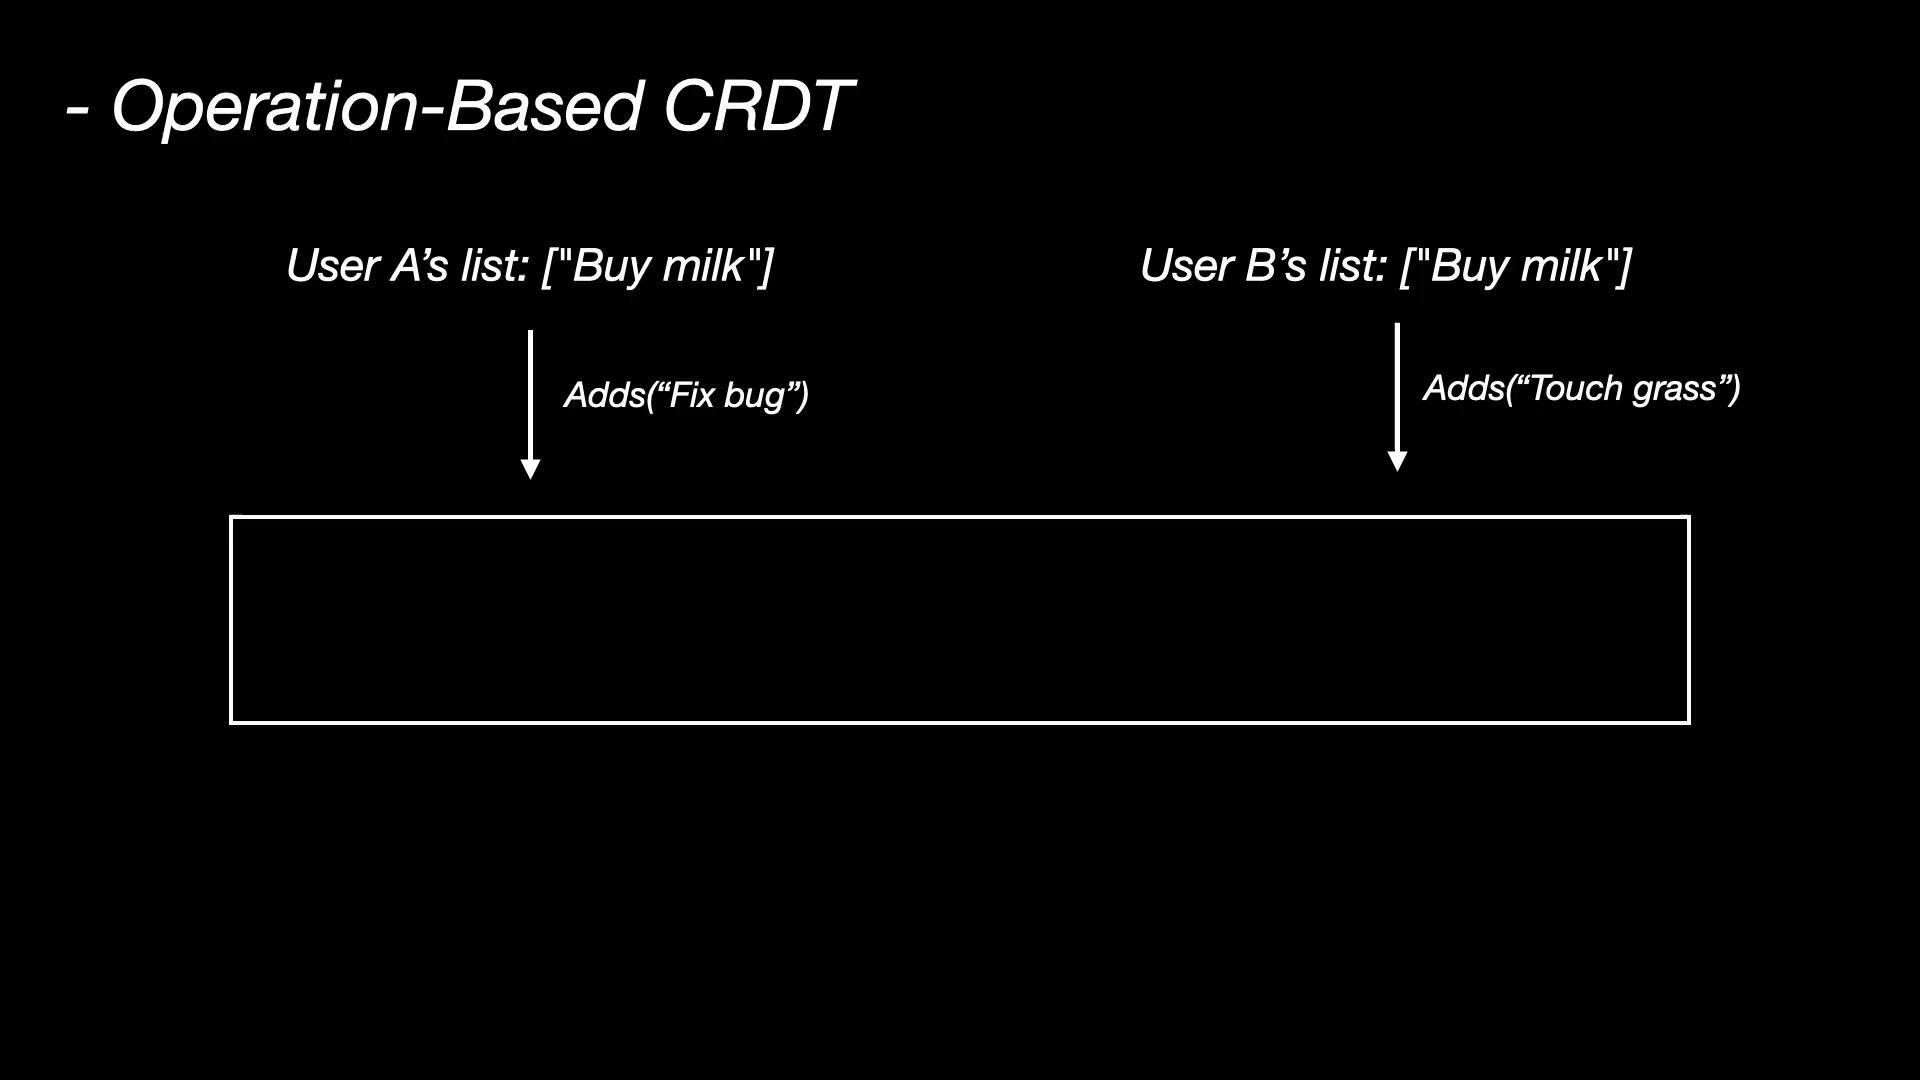 - Operation-Based CRDT
User A’s list: ["Buy milk"]
User B’s list: ["Buy milk"]
Adds(“Fix bug”)
Adds(“Touch grass”)